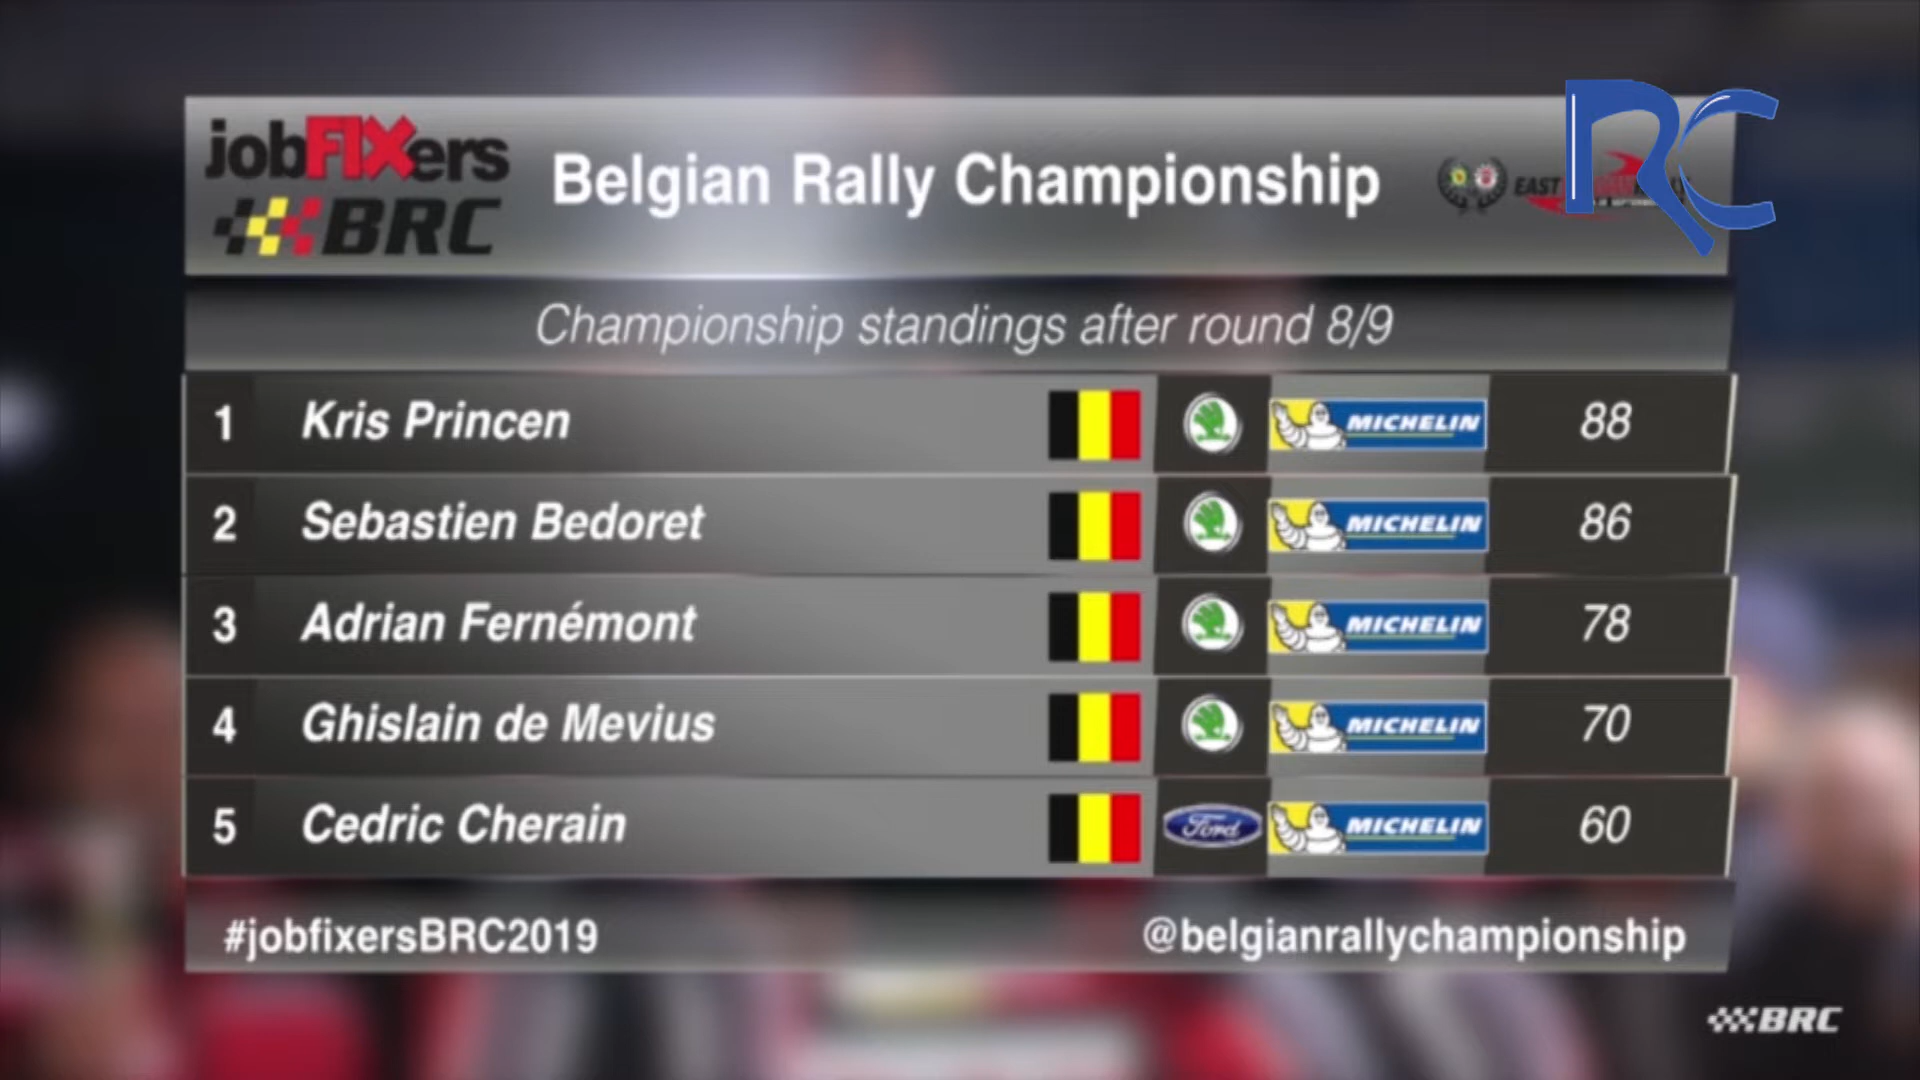 jobFIXers
BRC
Belgian Rally Championship
EAST
RC
Championship standings after round 8/9
1 Kris Princen MICHELIN 88
2 Sebastien Bedoret MICHELIN 86
3 Adrian Fernémont MICHELIN 78
4 Ghislain de Mevius MICHELIN 70
5 Cedric Cherain Ford MICHELIN 60
#jobfixersBRC2019
@belgianrallychampionship
BRC